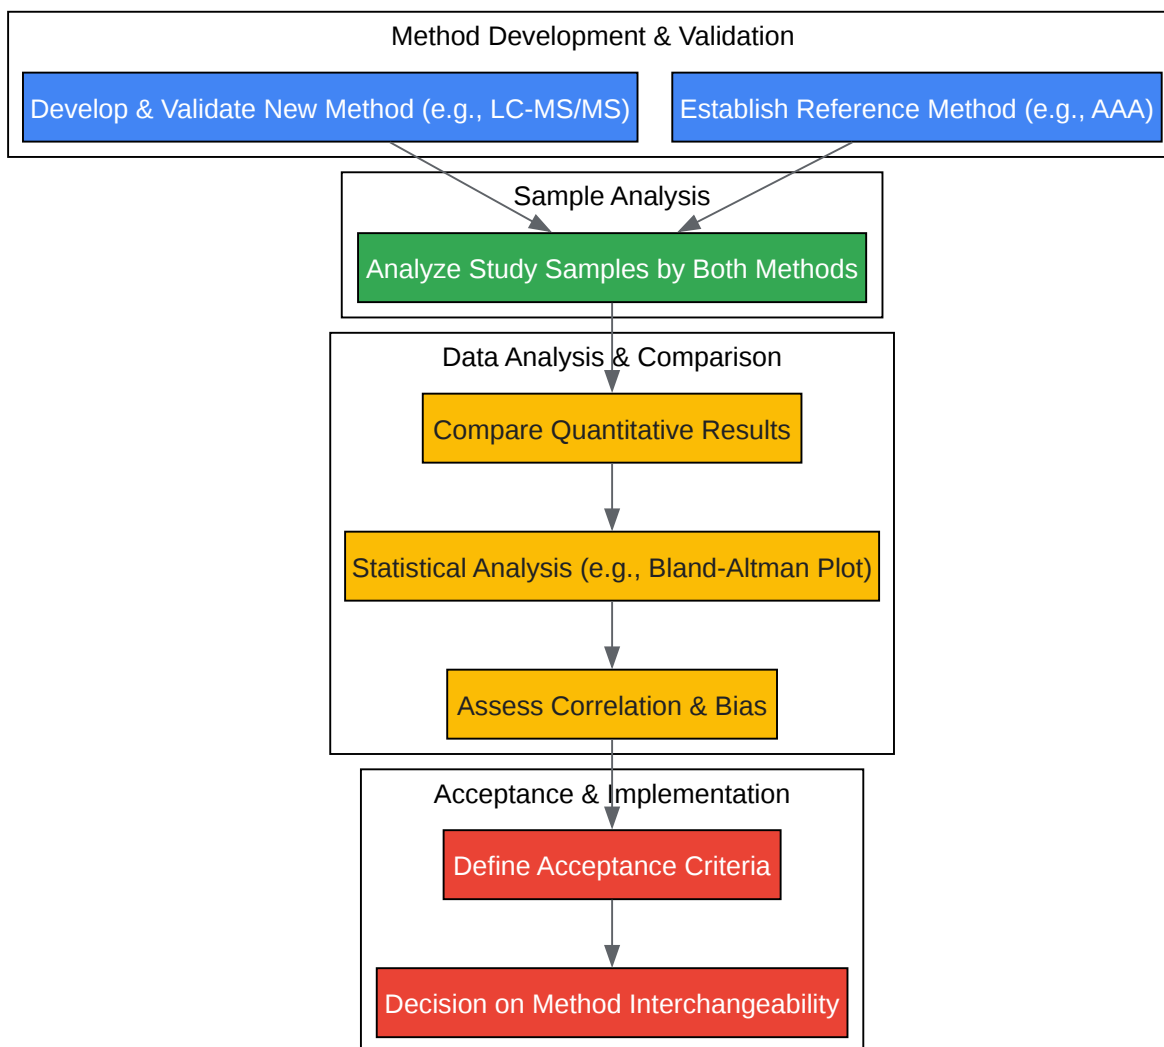 Method Development & Validation
Develop & Validate New Method (e.g., LC-MS/MS)
Establish Reference Method (e.g., AAA)
Sample Analysis
Analyze Study Samples by Both Methods
Data Analysis & Comparison
Compare Quantitative Results
Statistical Analysis (e.g., Bland-Altman Plot)
Assess Correlation & Bias
Acceptance & Implementation
Define Acceptance Criteria
Decision on Method Interchangeability